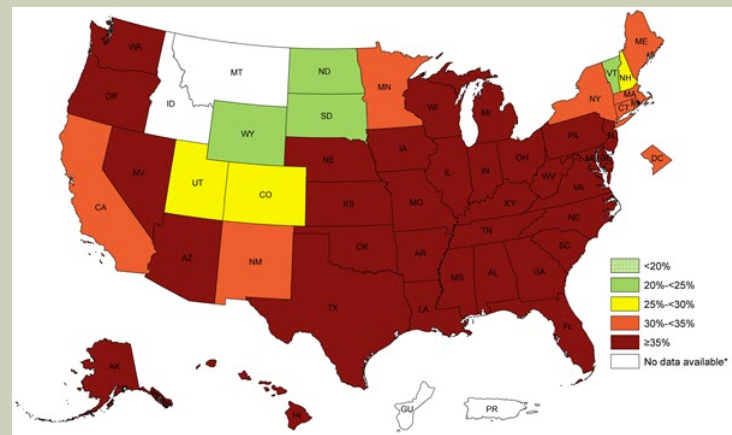 WA
MT
ND
MN
ME
VT
NH
OR
ID
SD
WI
MI
NY
MA
CT
WY
NE
IA
PA
NV
UT
CO
IL
IN
OH
WV
VA
DC
CA
KS
MO
KY
NC
AZ
NM
OK
AR
TN
SC
MS
AL
GA
TX
LA
FL
AK
HI
GU
PR
<20%
20%-<25%
25%-<30%
30%-<35%
≥35%
No data available*